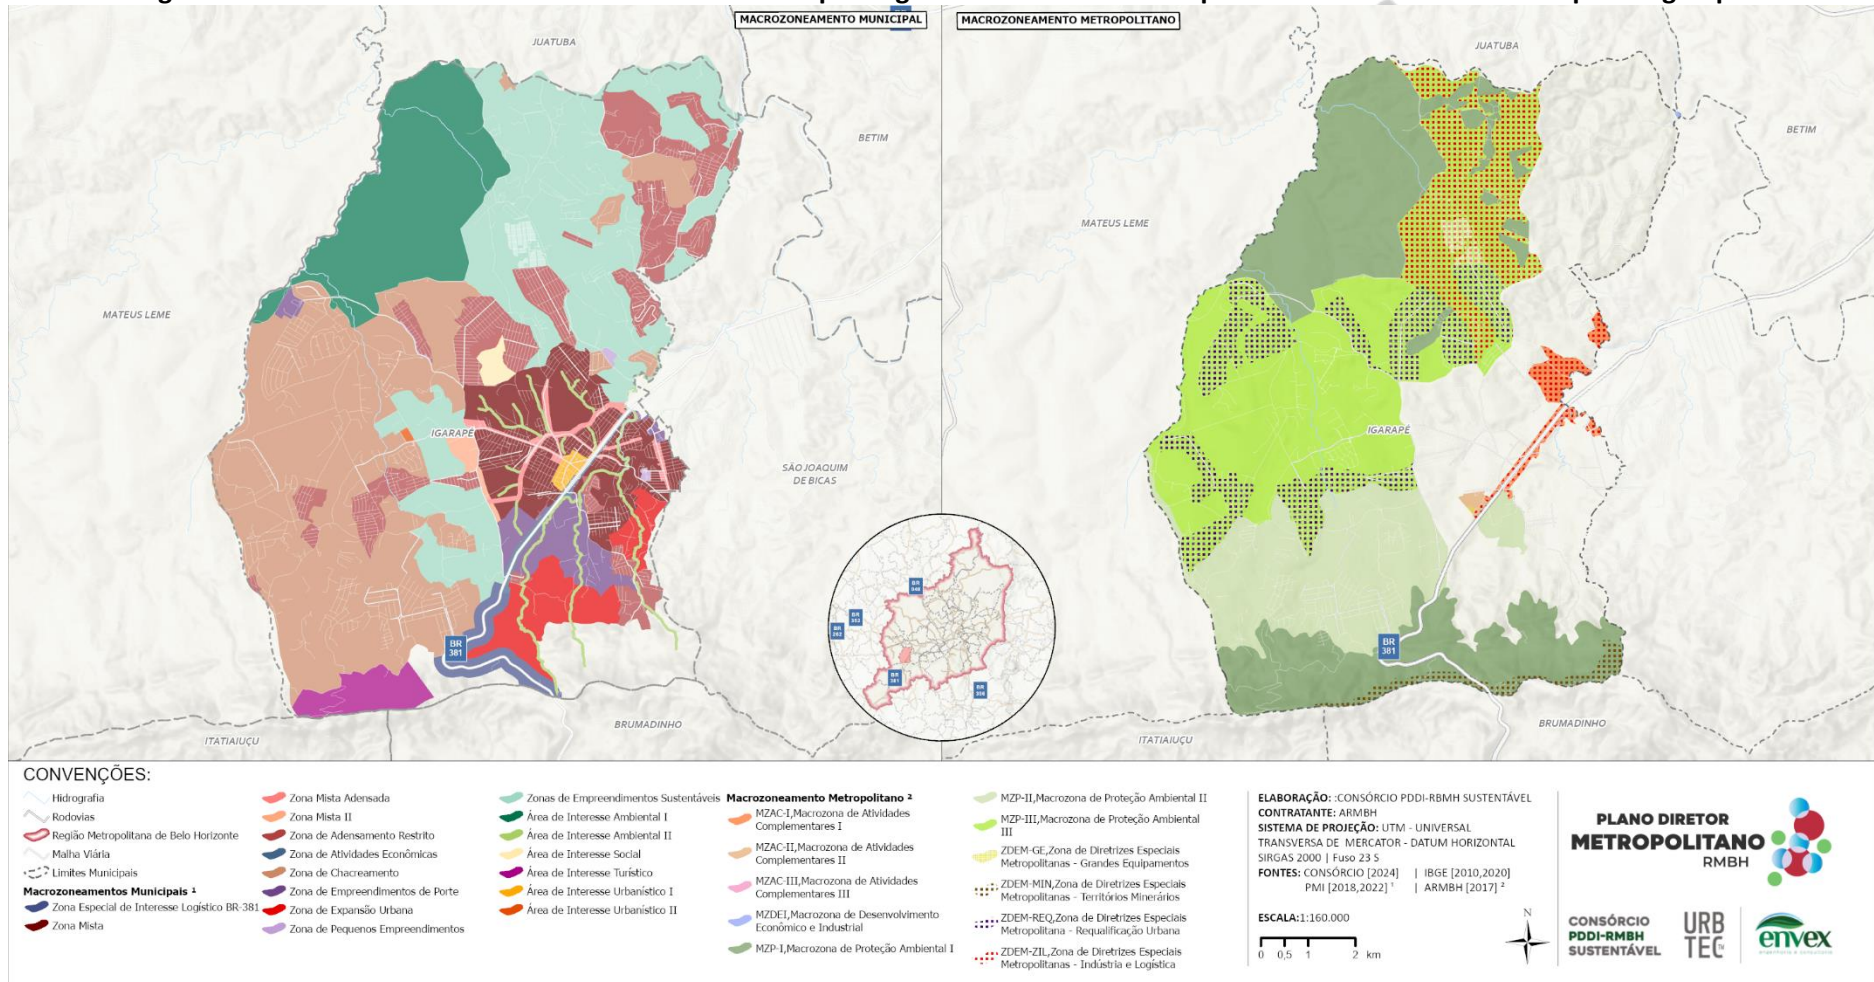 MACROZONEAMENTO MUNICIPAL
MACROZONEAMENTO METROPOLITANO
JUATUBA
BETIM
MATEUS LEME
IGARAPÉ
SÃO JOAQUIM
DE BICAS
BR
381
BRUMADINHO
ITATIAIUÇU
JUATUBA
BETIM
MATEUS LEME
IGARAPÉ
BR
381
BRUMADINHO
ITATIAIUÇU
BR
BR
BR
BR
381
BR
CONVENÇÕES:
Hidrografia
Rodovias
Região Metropolitana de Belo Horizonte
Malha Viária
Limites Municipais
Macrozoneamentos Municipais ¹
Zona Especial de Interesse Logístico BR-381
Zona Mista
Zona Mista Adensada
Zona Mista II
Zona de Adensamento Restrito
Zona de Atividades Econômicas
Zona de Chacreamento
Zona de Empreendimentos de Porte
Zona de Expansão Urbana
Zona de Pequenos Empreendimentos
Zonas de Empreendimentos Sustentáveis
Área de Interesse Ambiental I
Área de Interesse Ambiental II
Área de Interesse Social
Área de Interesse Turístico
Área de Interesse Urbanístico I
Área de Interesse Urbanístico II
Macrozoneamento Metropolitano ²
MZAC-I,Macrozona de Atividades
Complementares I
MZAC-II,Macrozona de Atividades
Complementares II
MZAC-III,Macrozona de Atividades
Complementares III
MZDEI,Macrozona de Desenvolvimento
Econômico e Industrial
MZP-I,Macrozona de Proteção Ambiental I
MZP-II,Macrozona de Proteção Ambiental II
MZP-III,Macrozona de Proteção Ambiental
III
ZDEM-GE,Zona de Diretrizes Especiais
Metropolitanas - Grandes Equipamentos
ZDEM-MIN,Zona de Diretrizes Especiais
Metropolitanas - Territórios Minerários
ZDEM-REQ,Zona de Diretrizes Especiais
Metropolitana - Requalificação Urbana
ZDEM-ZIL,Zona de Diretrizes Especiais
Metropolitanas - Indústria e Logística
ELABORAÇÃO: :CONSÓRCIO PDDI-RBMH SUSTENTÁVEL
CONTRATANTE: ARMBH
SISTEMA DE PROJEÇÃO: UTM - UNIVERSAL
TRANSVERSA DE MERCATOR - DATUM HORIZONTAL
SIRGAS 2000 | Fuso 23 S
FONTES: CONSÓRCIO [2024] | IBGE [2010,2020]
PMI [2018,2022] ¹ | ARMBH [2017] ²
ESCALA:1:160.000
0 0,5 1 2 km
N
PLANO DIRETOR
METROPOLITANO
RMBH
CONSÓRCIO
PDDI-RMBH
SUSTENTÁVEL
URB
TEC
envex